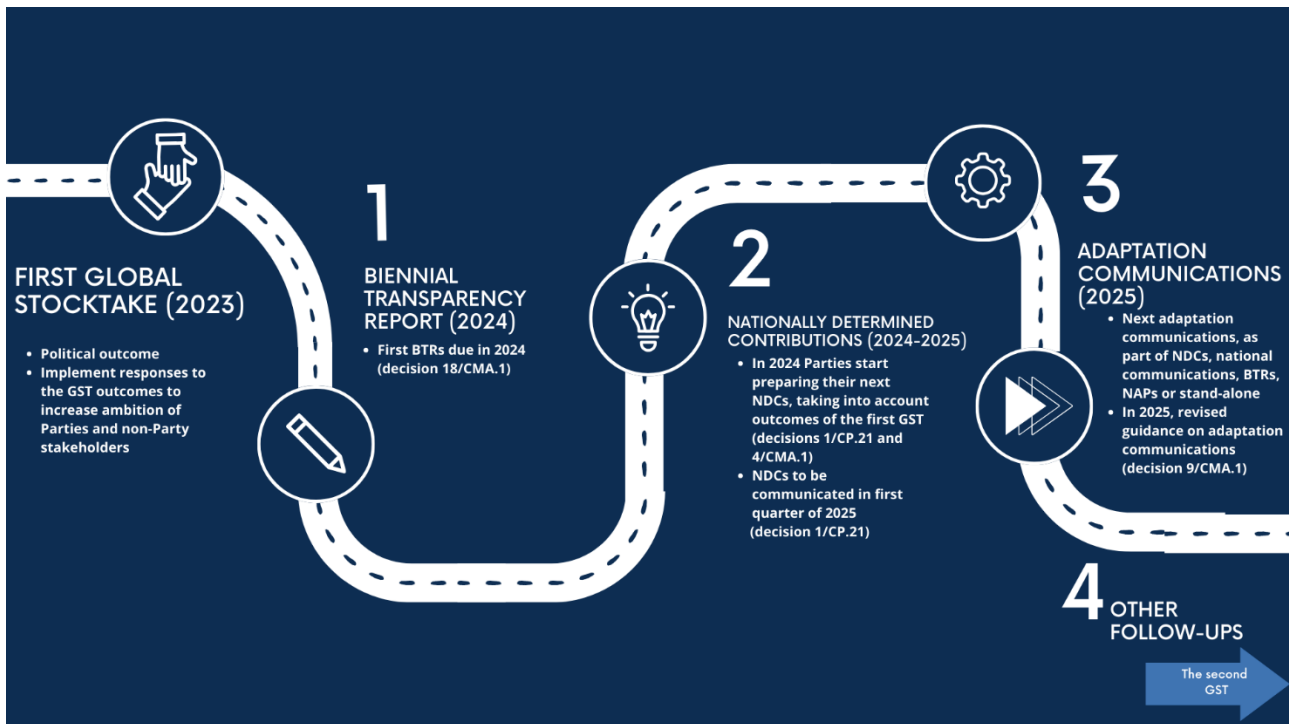 FIRST GLOBAL
STOCKTAKE (2023)
• Political outcome
• Implement responses to
the GST outcomes to
increase ambition of
Parties and non-Party
stakeholders
1
BIENNIAL
TRANSPARENCY
REPORT (2024)
• First BTRs due in 2024
(decision 18/CMA.1)
2
NATIONALLY DETERMINED
CONTRIBUTIONS (2024-2025)
• In 2024 Parties start
preparing their next
NDCs, taking into account
outcomes of the first GST
(decisions 1/CP.21 and
4/CMA.1)
• NDCs to be
communicated in first
quarter of 2025
(decision 1/CP.21)
3
ADAPTATION
COMMUNICATIONS
(2025)
• Next adaptation
communications, as
part of NDCs, national
communications, BTRs,
NAPs or stand-alone
• In 2025, revised
guidance on adaptation
communications
(decision 9/CMA.1)
4 OTHER
FOLLOW-UPS
The second
GST